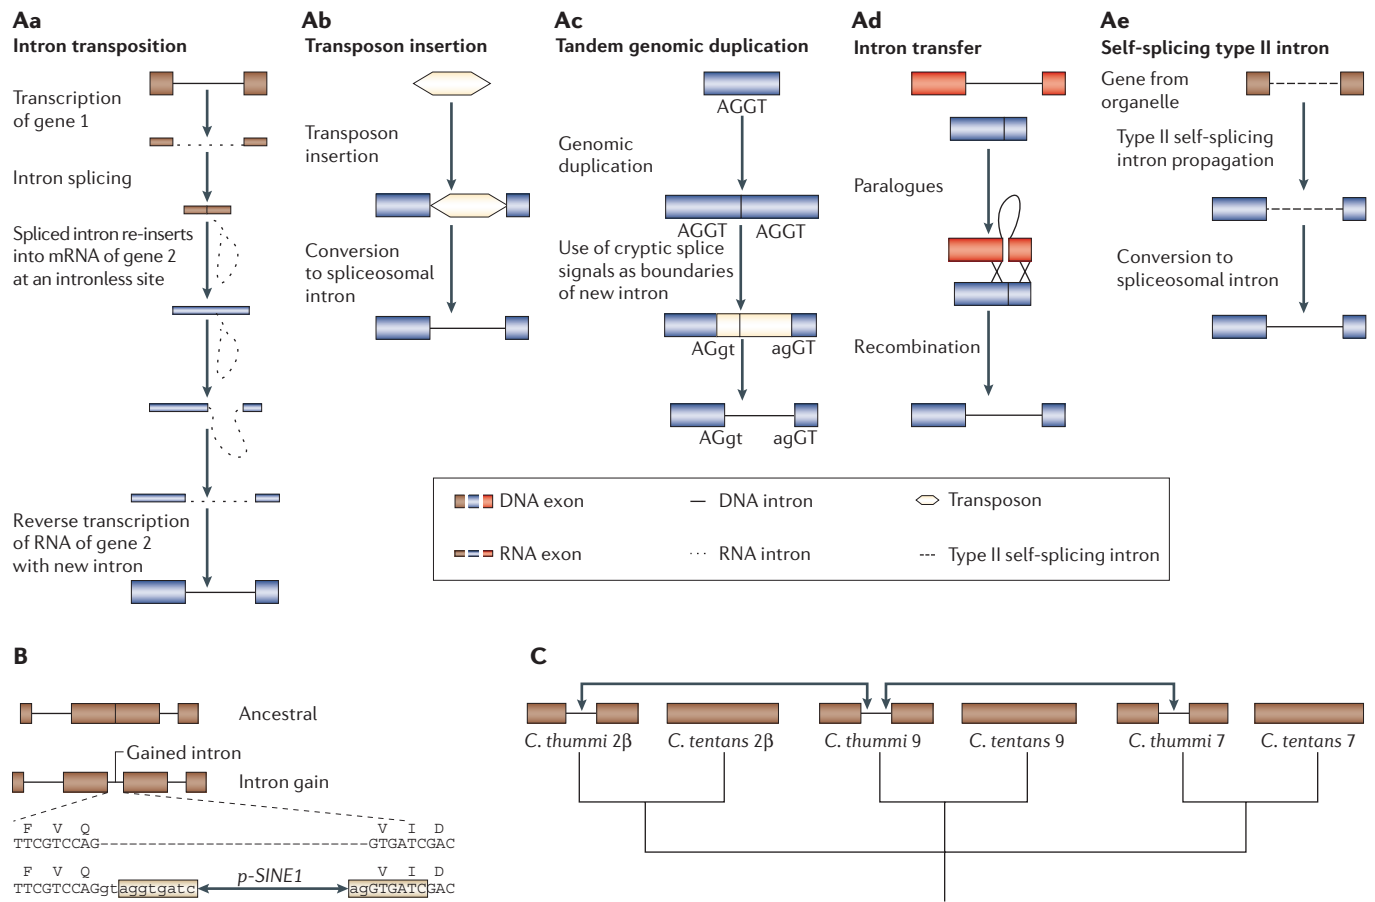 Aa
Intron transposition
Transcription
of gene 1
Intron splicing
Spliced intron re-inserts
into mRNA of gene 2
at an intronless site
Reverse transcription
of RNA of gene 2
with new intron
Ab
Transposon insertion
Transposon
insertion
Conversion
to spliceosomal
intron
Ac
Tandem genomic duplication
AGGT
Genomic
duplication
AGGT AGGT
Use of cryptic splice
signals as boundaries
of new intron
AGgt agGT
AGgt agGT
Ad
Intron transfer
Paralogues
Recombination
Ae
Self-splicing type II intron
Gene from
organelle
Type II self-splicing
intron propagation
Conversion to
spliceosomal intron
DNA exon
DNA intron
Transposon
RNA exon
RNA intron
Type II self-splicing intron
B
Ancestral
Gained intron
Intron gain
F V Q V I D
TTCGTCCAG------------------------GTGATCGAC
F V Q p-SINE1 V I D
TTCGTCCAGgtaggtgatc agGTGATCGAC
C
C. thummi 2β C. tentans 2β C. thummi 9 C. tentans 9 C. thummi 7 C. tentans 7